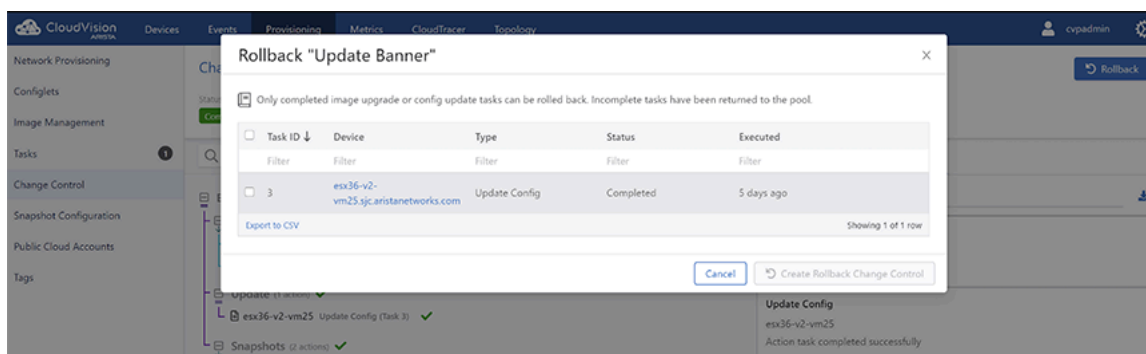 CloudVision
ARISTA
Devices Events Provisioning Metrics CloudTracer Topology cvpadmin
Network Provisioning
Configlets
Image Management
Tasks 1
Change Control
Snapshot Configuration
Public Cloud Accounts
Tags
Rollback
Rollback "Update Banner"
Only completed image upgrade or config update tasks can be rolled back. Incomplete tasks have been returned to the pool.
Task ID Device Type Status Executed
Filter Filter Filter Filter Filter
3 esx36-v2-vm25.sjc.aristanetworks.com Update Config Completed 5 days ago
Export to CSV Showing 1 of 1 row
Cancel Create Rollback Change Control
Update (1 action)
esx36-v2-vm25 Update Config (Task 3)
Snapshots (2 actions)
Update Config
esx36-v2-vm25
Action task completed successfully